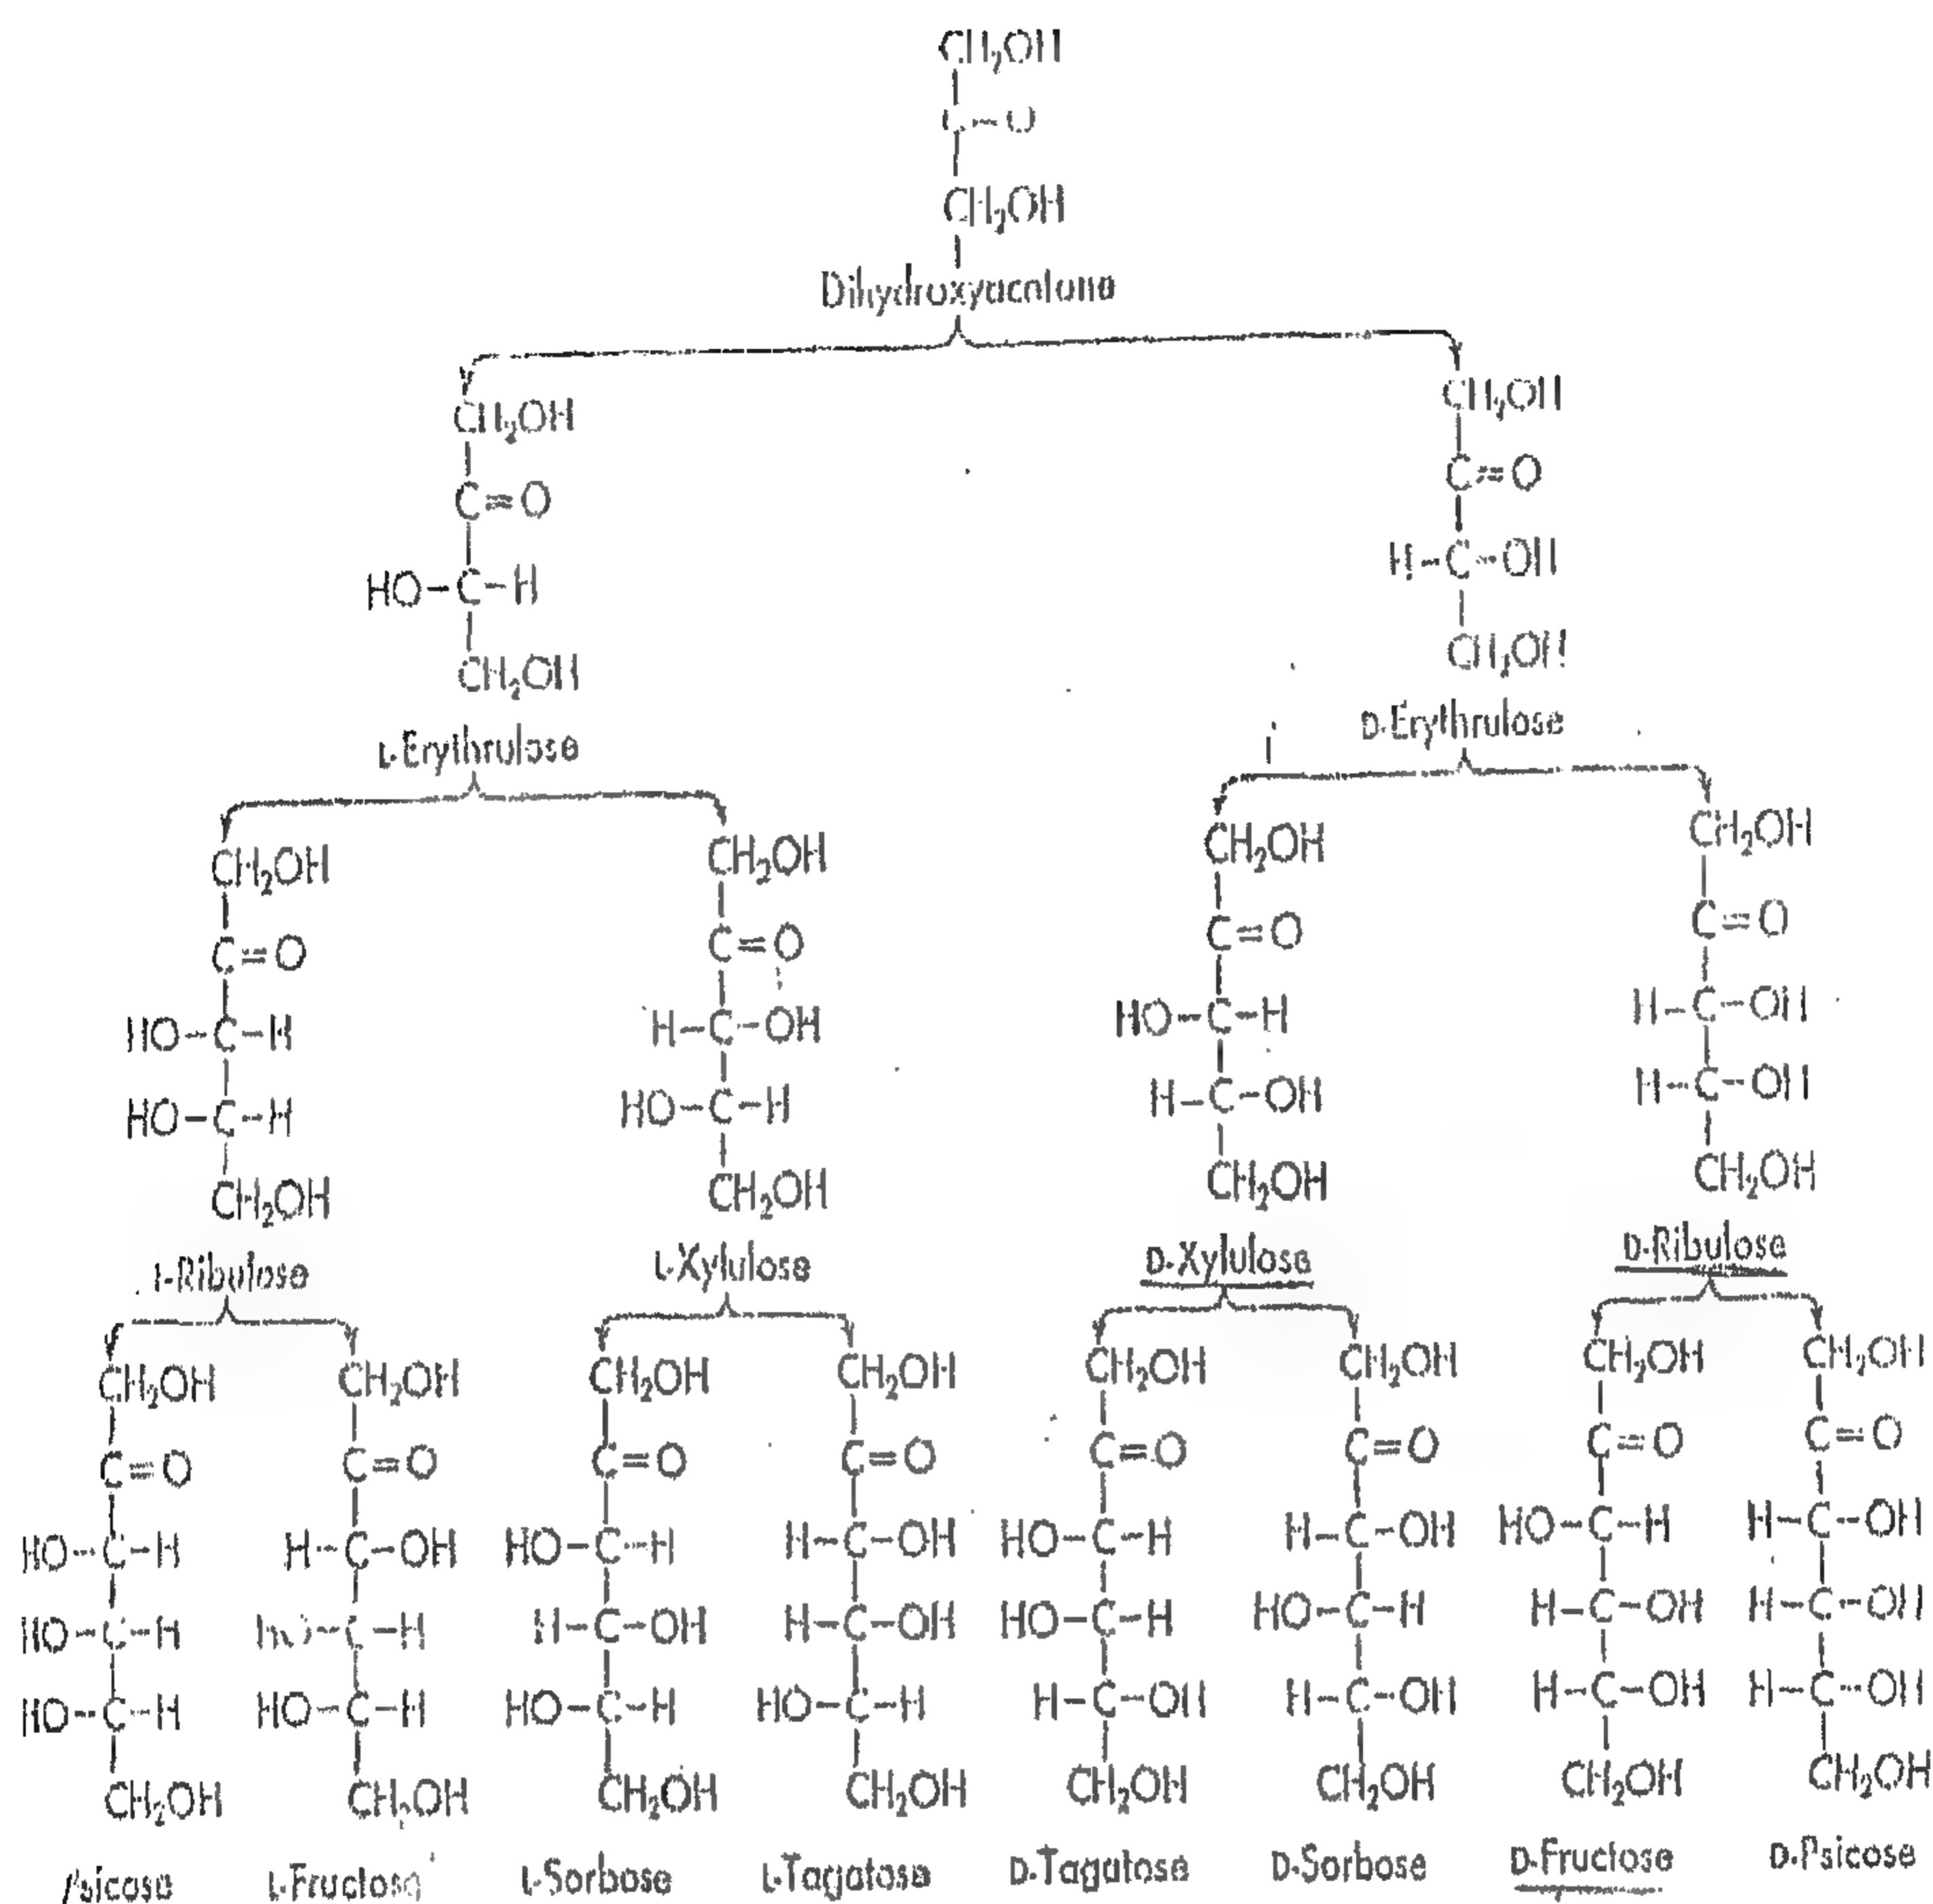 CH₂OH
C=O
CH₂OH
Dihydroxyacetone
CH₂OH CH₂OH
C=O C=O
HO-C-H H-C-OH
CH₂OH CH₂OH
L-Erythrulose D-Erythrulose
CH₂OH CH₂OH CH₂OH CH₂OH
C=O C=O C=O C=O
HO-C-H H-C-OH HO-C-H H-C-OH
HO-C-H HO-C-H H-C-OH H-C-OH
CH₂OH CH₂OH CH₂OH CH₂OH
L-Ribulose L-Xylulose D-Xylulose D-Ribulose
CH₂OH CH₂OH CH₂OH CH₂OH CH₂OH CH₂OH CH₂OH CH₂OH
C=O C=O C=O C=O C=O C=O C=O C=O
HO-C-H H-C-OH HO-C-H H-C-OH HO-C-H H-C-OH HO-C-H H-C-OH
HO-C-H HO-C-H H-C-OH H-C-OH HO-C-H HO-C-H H-C-OH H-C-OH
HO-C-H HO-C-H HO-C-H HO-C-H H-C-OH H-C-OH H-C-OH H-C-OH
CH₂OH CH₂OH CH₂OH CH₂OH CH₂OH CH₂OH CH₂OH CH₂OH
Psicose L-Fructose L-Sorbose L-Tagatose D-Tagatose D-Sorbose D-Fructose D-Psicose